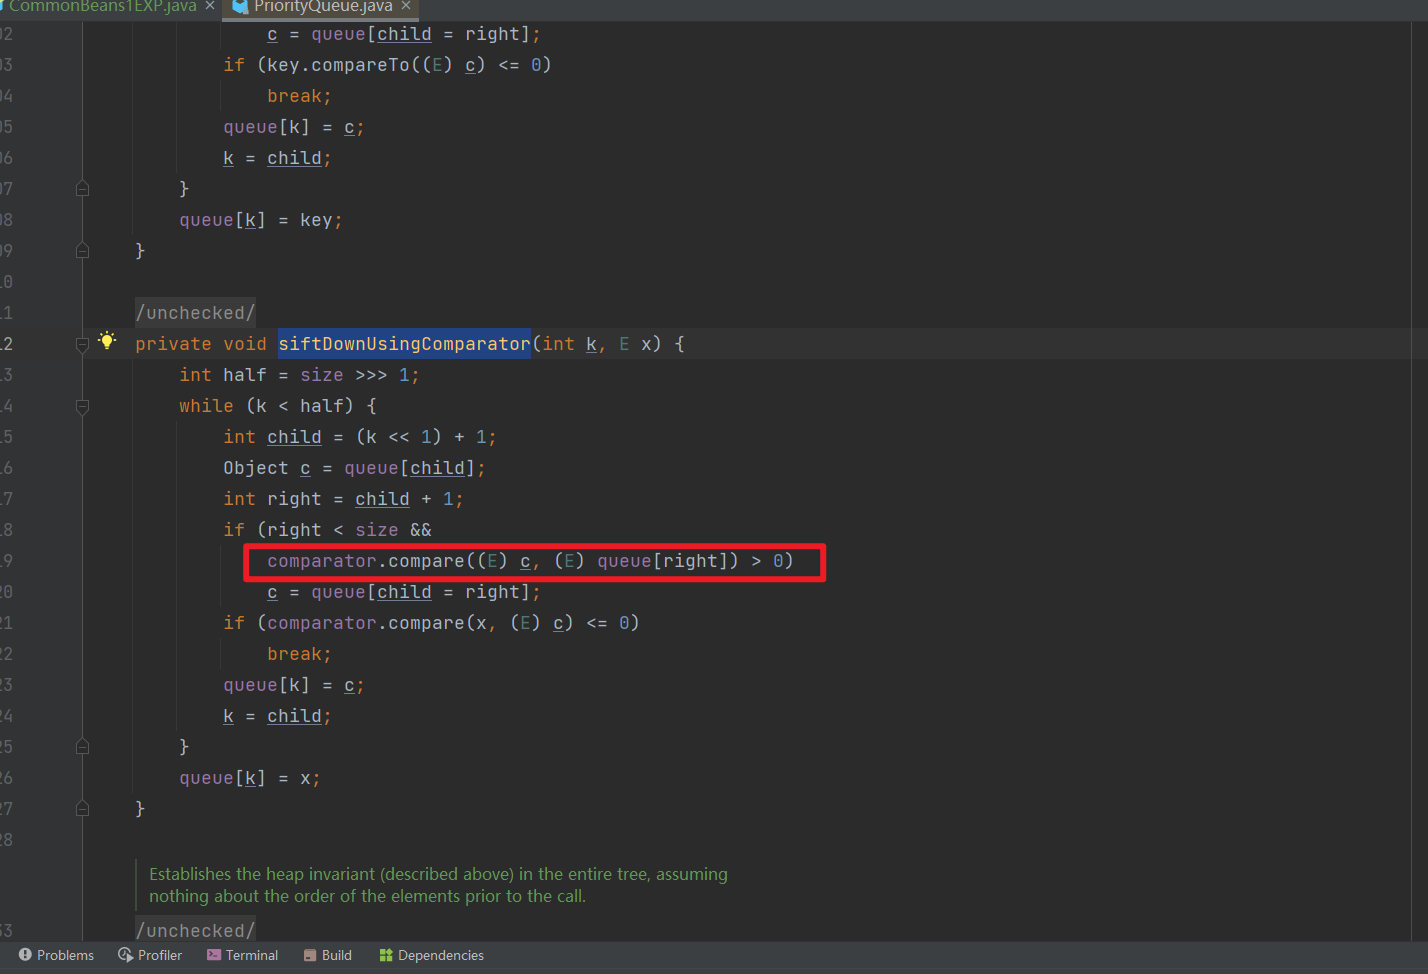 CommonBeans1EXP.java × PriorityQueue.java ×
02 c = queue[child = right];
03 if (key.compareTo((E) c) <= 0)
04 break;
05 queue[k] = c;
06 k = child;
07 }
08 queue[k] = key;
09 }
10
11 /unchecked/
12 private void siftDownUsingComparator(int k, E x) {
13 int half = size >>> 1;
14 while (k < half) {
15 int child = (k << 1) + 1;
16 Object c = queue[child];
17 int right = child + 1;
18 if (right < size &&
19 comparator.compare((E) c, (E) queue[right]) > 0)
20 c = queue[child = right];
21 if (comparator.compare(x, (E) c) <= 0)
22 break;
23 queue[k] = c;
24 k = child;
25 }
26 queue[k] = x;
27 }
28
Establishes the heap invariant (described above) in the entire tree, assuming
nothing about the order of the elements prior to the call.
33 /unchecked/
Problems Profiler Terminal Build Dependencies